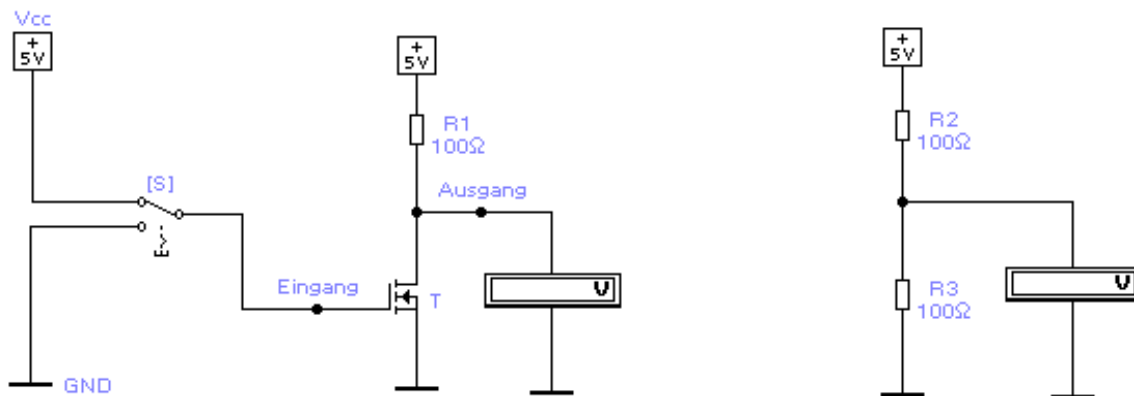 Vcc
+
5V
+
5V
R1
100Ω
[S]
Ausgang
Eingang
T
V
GND
+
5V
R2
100Ω
R3
100Ω
V